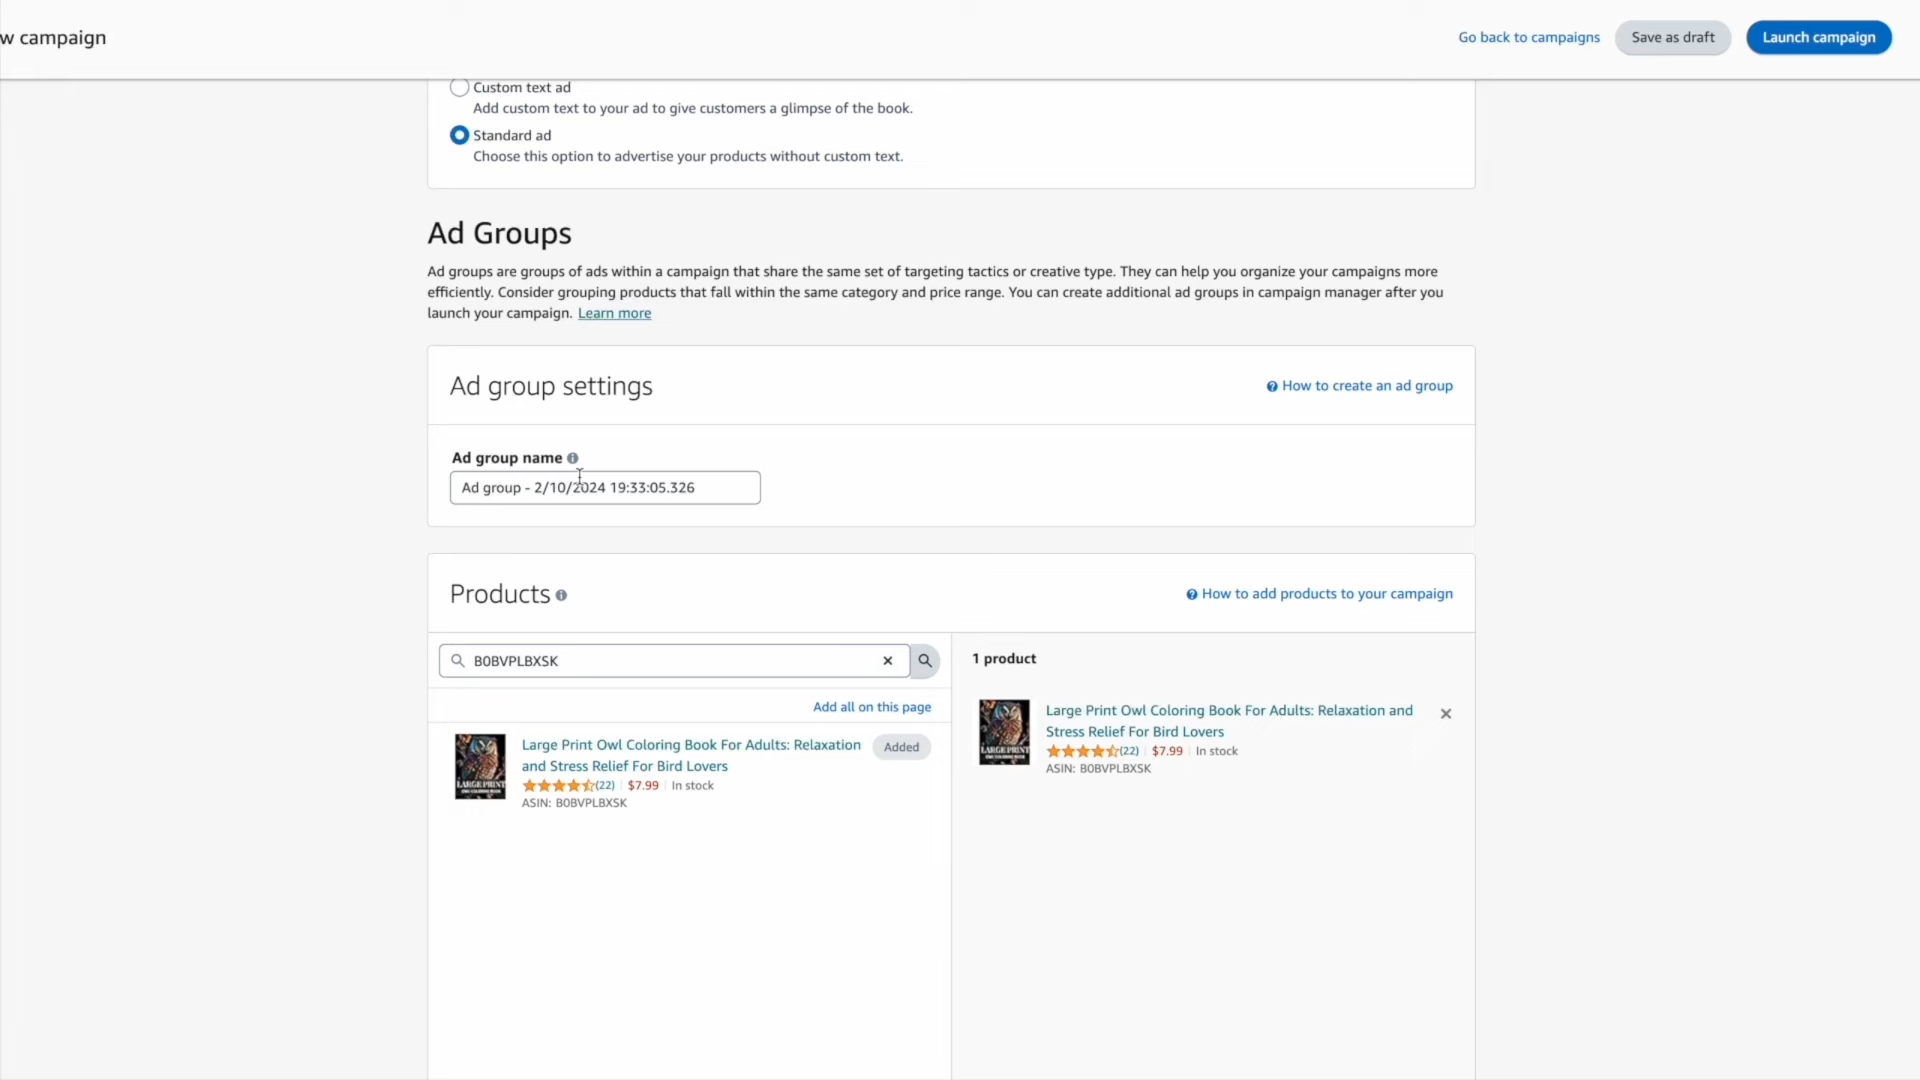 w campaign
Go back to campaigns
Save as draft
Launch campaign
Custom text ad
Add custom text to your ad to give customers a glimpse of the book.
Standard ad
Choose this option to advertise your products without custom text.
Ad Groups
Ad groups are groups of ads within a campaign that share the same set of targeting tactics or creative type. They can help you organize your campaigns more
efficiently. Consider grouping products that fall within the same category and price range. You can create additional ad groups in campaign manager after you
launch your campaign. Learn more
Ad group settings
How to create an ad group
Ad group name
Ad group - 2/10/2024 19:33:05.326
Products
How to add products to your campaign
B0BVPLBXSK
Add all on this page
LARGE PRINT
Large Print Owl Coloring Book For Adults: Relaxation
and Stress Relief For Bird Lovers
(22) $7.99 In stock
ASIN: B0BVPLBXSK
Added
1 product
LARGE PRINT
Large Print Owl Coloring Book For Adults: Relaxation and
Stress Relief For Bird Lovers
(22) $7.99 In stock
ASIN: B0BVPLBXSK